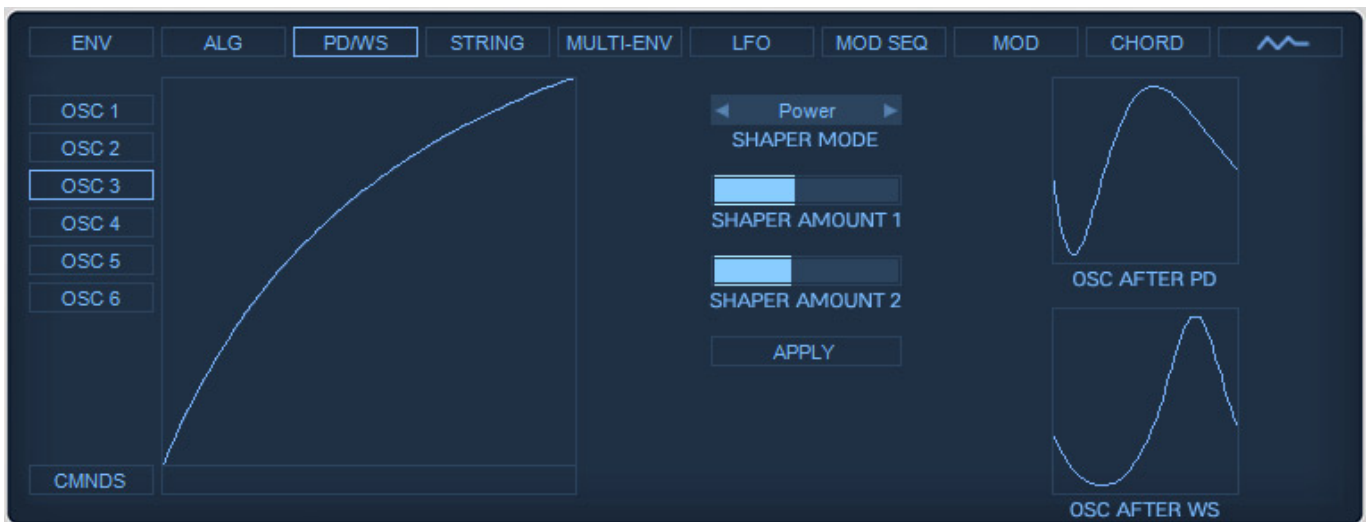 ENV ALG PD/WS STRING MULTI-ENV LFO MOD SEQ MOD CHORD
OSC 1
OSC 2
OSC 3
OSC 4
OSC 5
OSC 6
CMNDS
Power
SHAPER MODE
SHAPER AMOUNT 1
SHAPER AMOUNT 2
APPLY
OSC AFTER PD
OSC AFTER WS